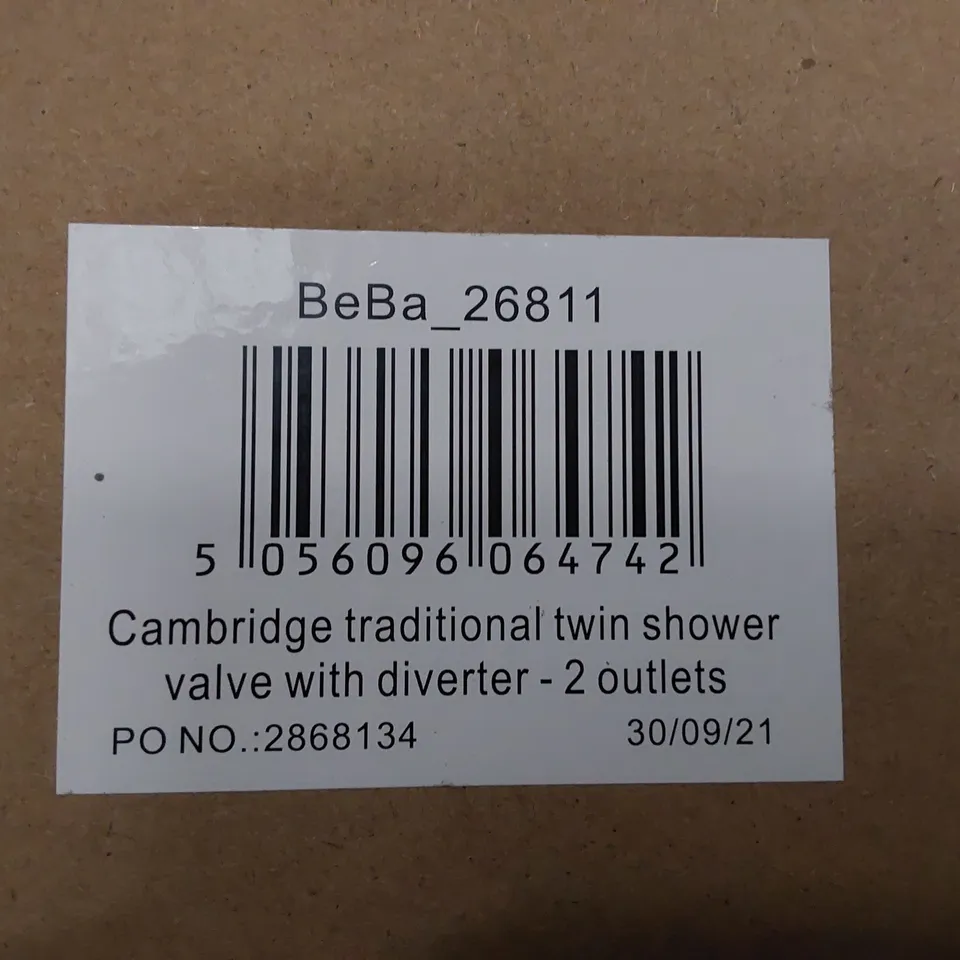 BeBa_26811
5 056096 064742
Cambridge traditional twin shower
valve with diverter - 2 outlets
PO NO.:2868134 30/09/21